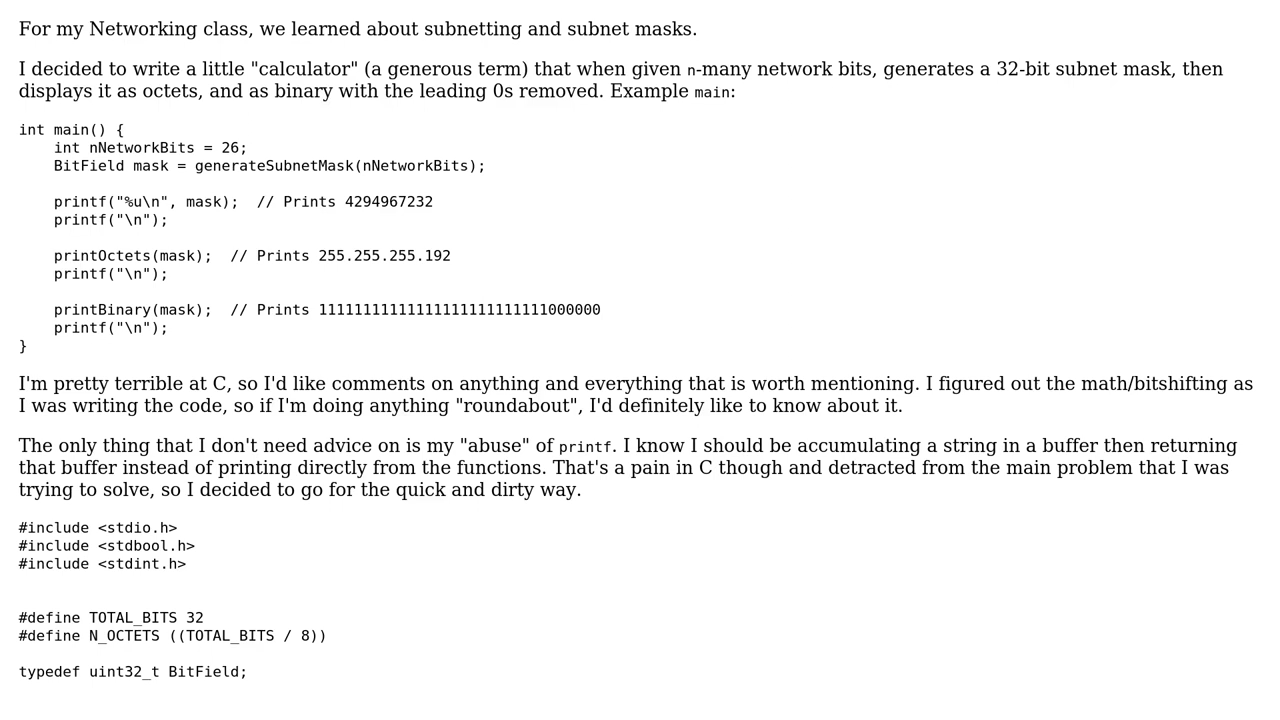 For my Networking class, we learned about subnetting and subnet masks.
I decided to write a little "calculator" (a generous term) that when given n-many network bits, generates a 32-bit subnet mask, then
displays it as octets, and as binary with the leading 0s removed. Example main:
int main() {
    int nNetworkBits = 26;
    BitField mask = generateSubnetMask(nNetworkBits);
    printf("%u\n", mask);  // Prints 4294967232
    printf("\n");
    printOctets(mask);  // Prints 255.255.255.192
    printf("\n");
    printBinary(mask);  // Prints 11111111111111111111111111000000
    printf("\n");
}
I'm pretty terrible at C, so I'd like comments on anything and everything that is worth mentioning. I figured out the math/bitshifting as
I was writing the code, so if I'm doing anything "roundabout", I'd definitely like to know about it.
The only thing that I don't need advice on is my "abuse" of printf. I know I should be accumulating a string in a buffer then returning
that buffer instead of printing directly from the functions. That's a pain in C though and detracted from the main problem that I was
trying to solve, so I decided to go for the quick and dirty way.
#include <stdio.h>
#include <stdbool.h>
#include <stdint.h>
#define TOTAL_BITS 32
#define N_OCTETS ((TOTAL_BITS / 8))
typedef uint32_t BitField;